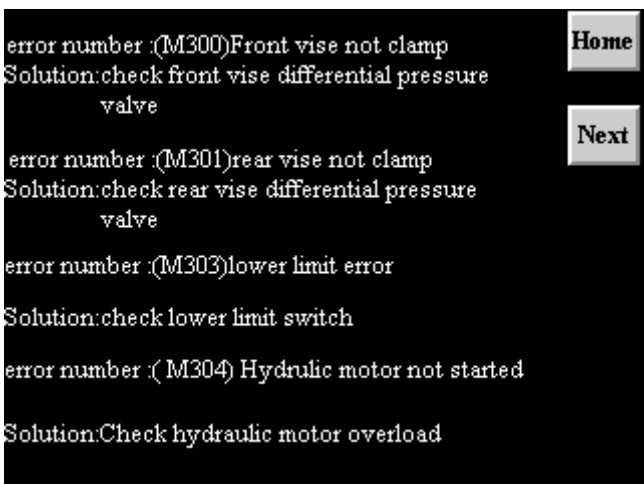 error number :(M300)Front vise not clamp
Solution:check front vise differential pressure
valve
Home
error number :(M301)rear vise not clamp
Solution:check rear vise differential pressure
valve
Next
error number :(M303)lower limit error
Solution:check lower limit switch
error number :( M304) Hydrulic motor not started
Solution:Check hydraulic motor overload